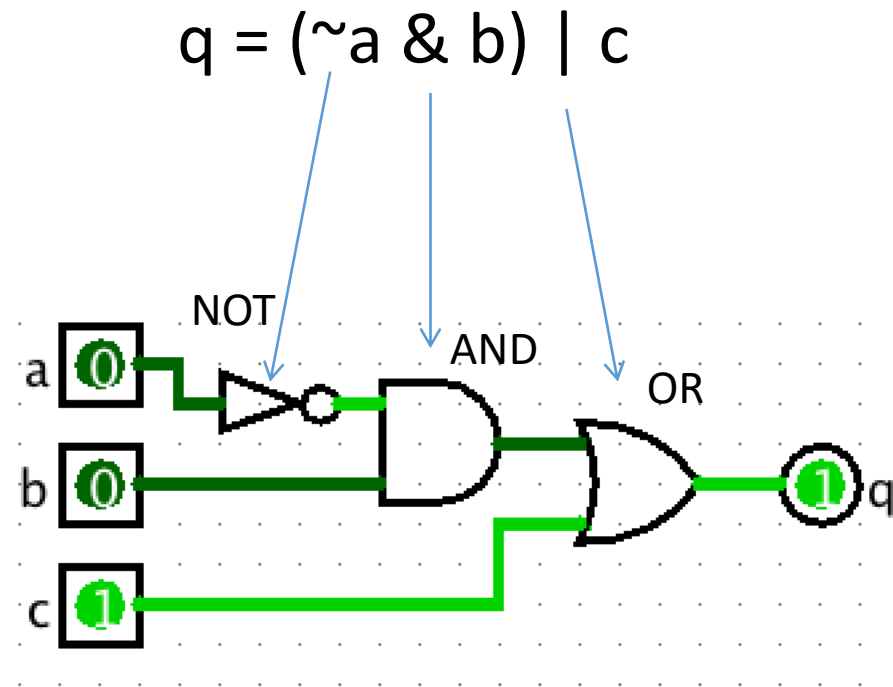 q = (~a & b) | c
NOT
AND
OR
a 0
b 0
c 1
1 q